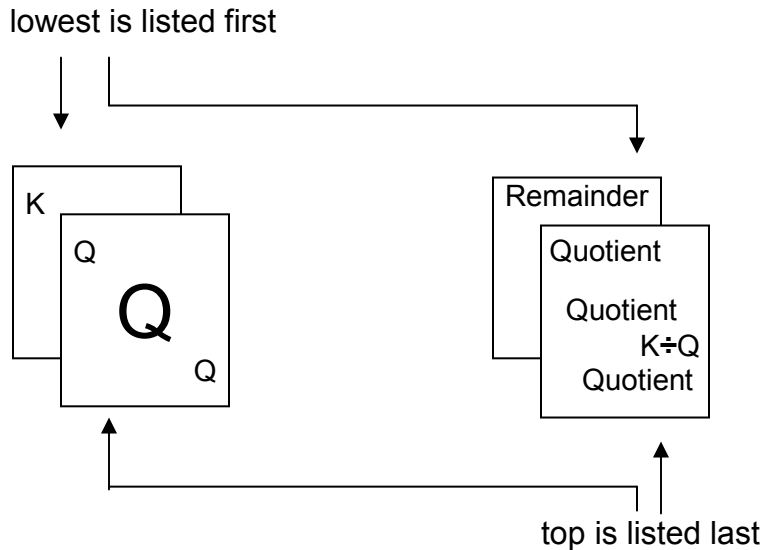 lowest is listed first
K
Q
Q
Q
Remainder
Quotient
Quotient
K÷Q
Quotient
top is listed last